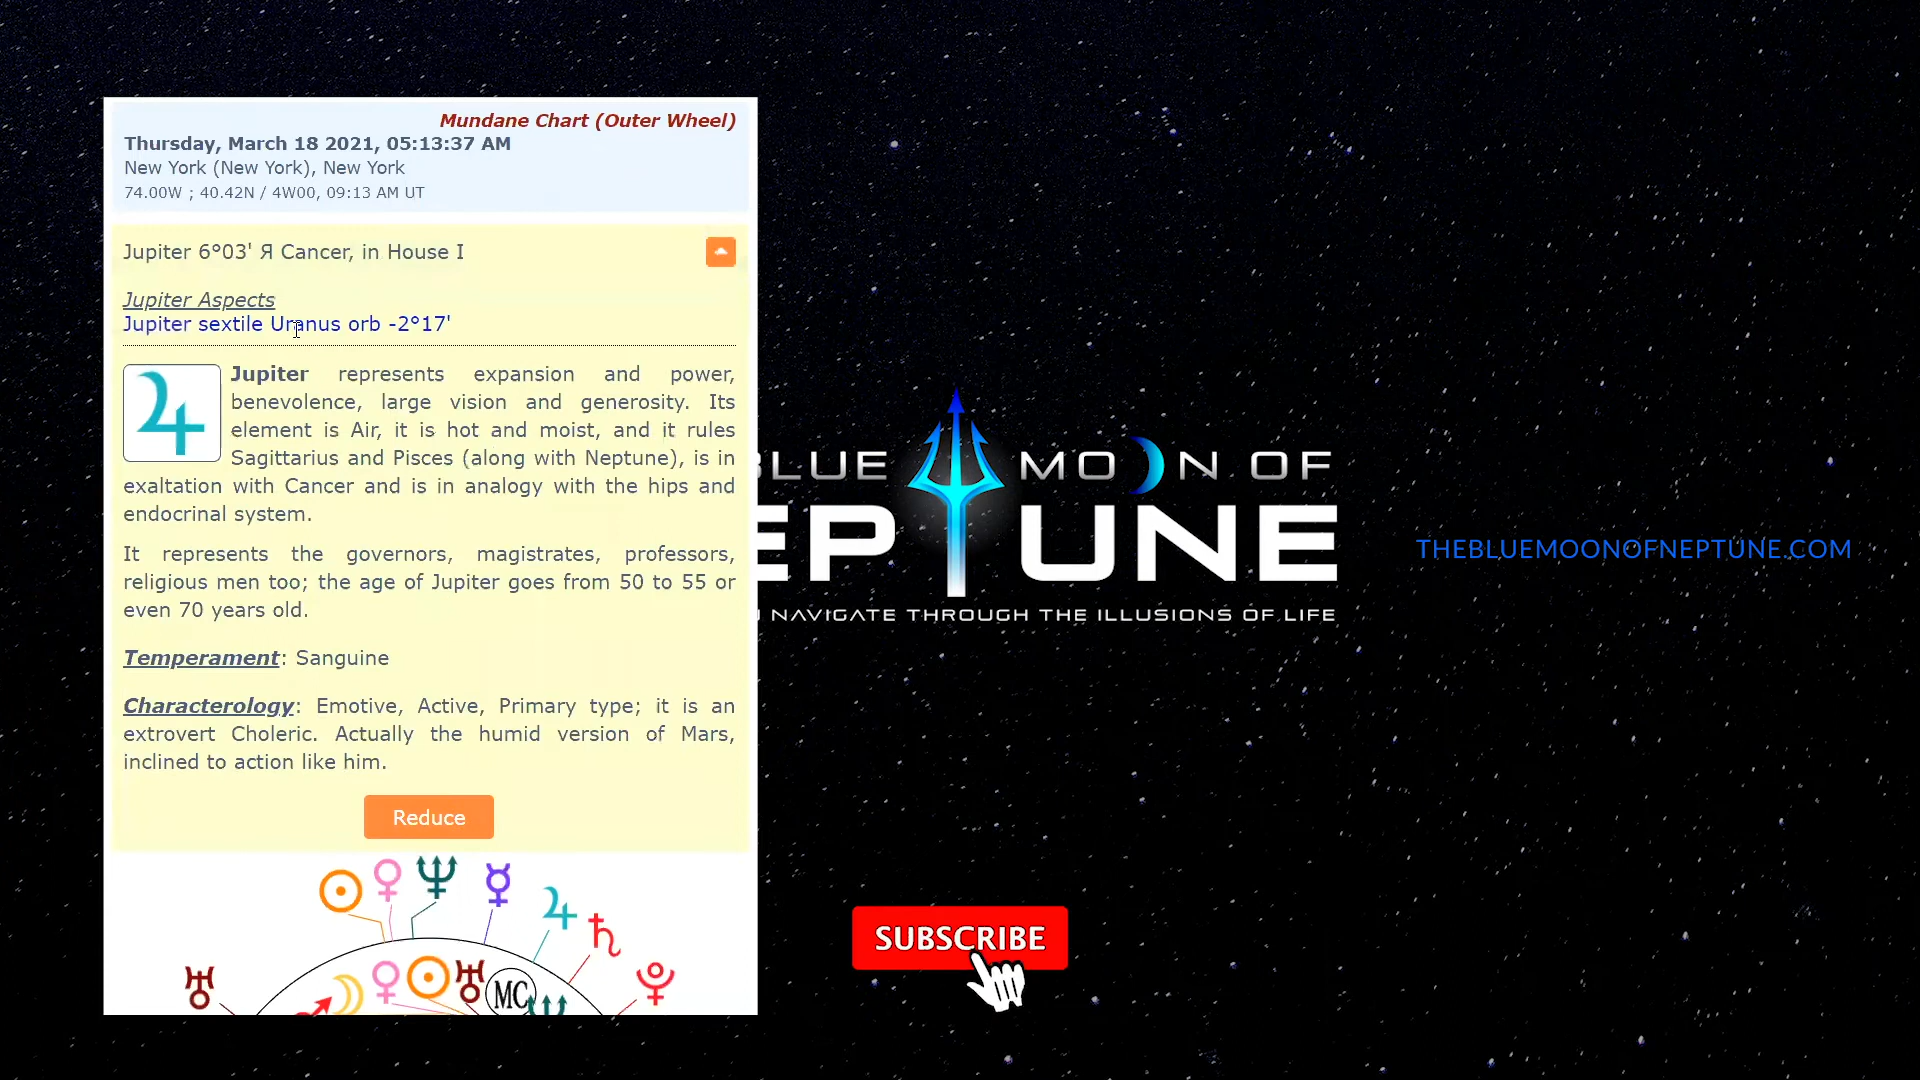 Mundane Chart (Outer Wheel)
Thursday, March 18 2021, 05:13:37 AM
New York (New York), New York
74.00W ; 40.42N / 4W00, 09:13 AM UT
Jupiter 6°03' Я Cancer, in House I
Jupiter Aspects
Jupiter sextile Uranus orb -2°17'
Jupiter represents expansion and power,
benevolence, large vision and generosity. Its
element is Air, it is hot and moist, and it rules
Sagittarius and Pisces (along with Neptune), is in
exaltation with Cancer and is in analogy with the hips and
endocrinal system.
It represents the governors, magistrates, professors,
religious men too; the age of Jupiter goes from 50 to 55 or
even 70 years old.
Temperament: Sanguine
Characterology: Emotive, Active, Primary type; it is an
extrovert Choleric. Actually the humid version of Mars,
inclined to action like him.
Reduce
MC
BLUE MOON OF
EPTUNE
NAVIGATE THROUGH THE ILLUSIONS OF LIFE
THEBLUEMOONOFNEPTUNE.COM
SUBSCRIBE